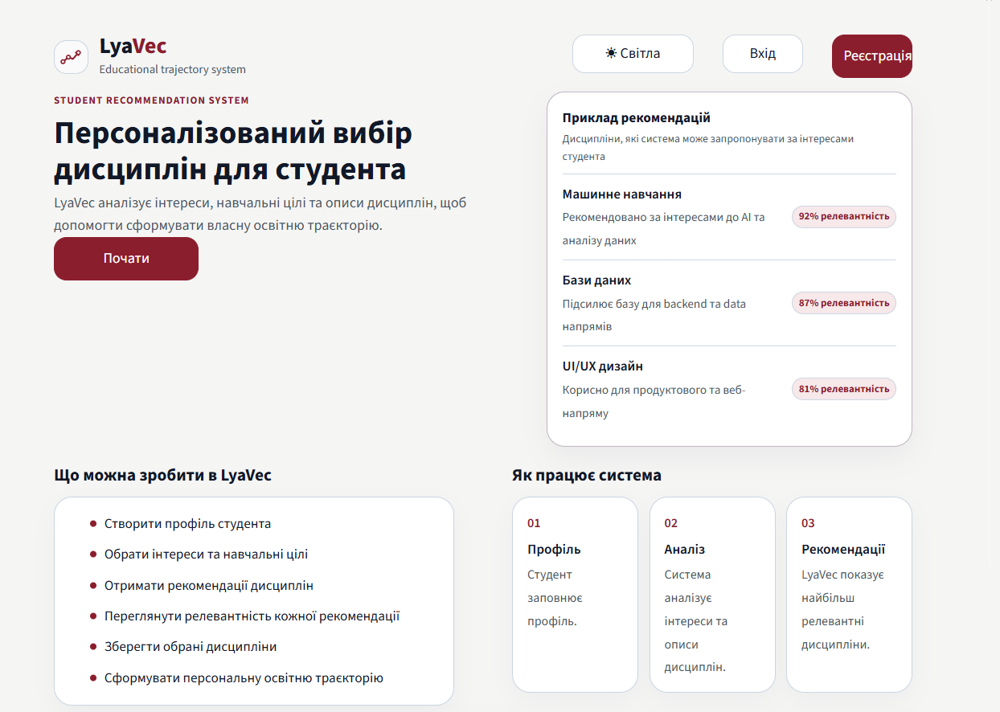 LyaVec
Educational trajectory system
☀ Світла
Вхід
Реєстрація
STUDENT RECOMMENDATION SYSTEM
Персоналізований вибір
дисциплін для студента
LyaVec аналізує інтереси, навчальні цілі та описи дисциплін, щоб
допомогти сформувати власну освітню траєкторію.
Почати
Приклад рекомендацій
Дисципліни, які система може запропонувати за інтересами
студента
Машинне навчання
Рекомендовано за інтересами до AI та
аналізу даних
92% релевантність
Бази даних
Підсилює базу для backend та data
напрямів
87% релевантність
UI/UX дизайн
Корисно для продуктового та веб-
напряму
81% релевантність
Що можна зробити в LyaVec
Створити профіль студента
Обрати інтереси та навчальні цілі
Отримати рекомендації дисциплін
Переглянути релевантність кожної рекомендації
Зберегти обрані дисципліни
Сформувати персональну освітню траєкторію
Як працює система
01
Профіль
Студент
заповнює
профіль.
02
Аналіз
Система
аналізує
інтереси та
описи
дисциплін.
03
Рекомендації
LyaVec показує
найбільш
релевантні
дисципліни.